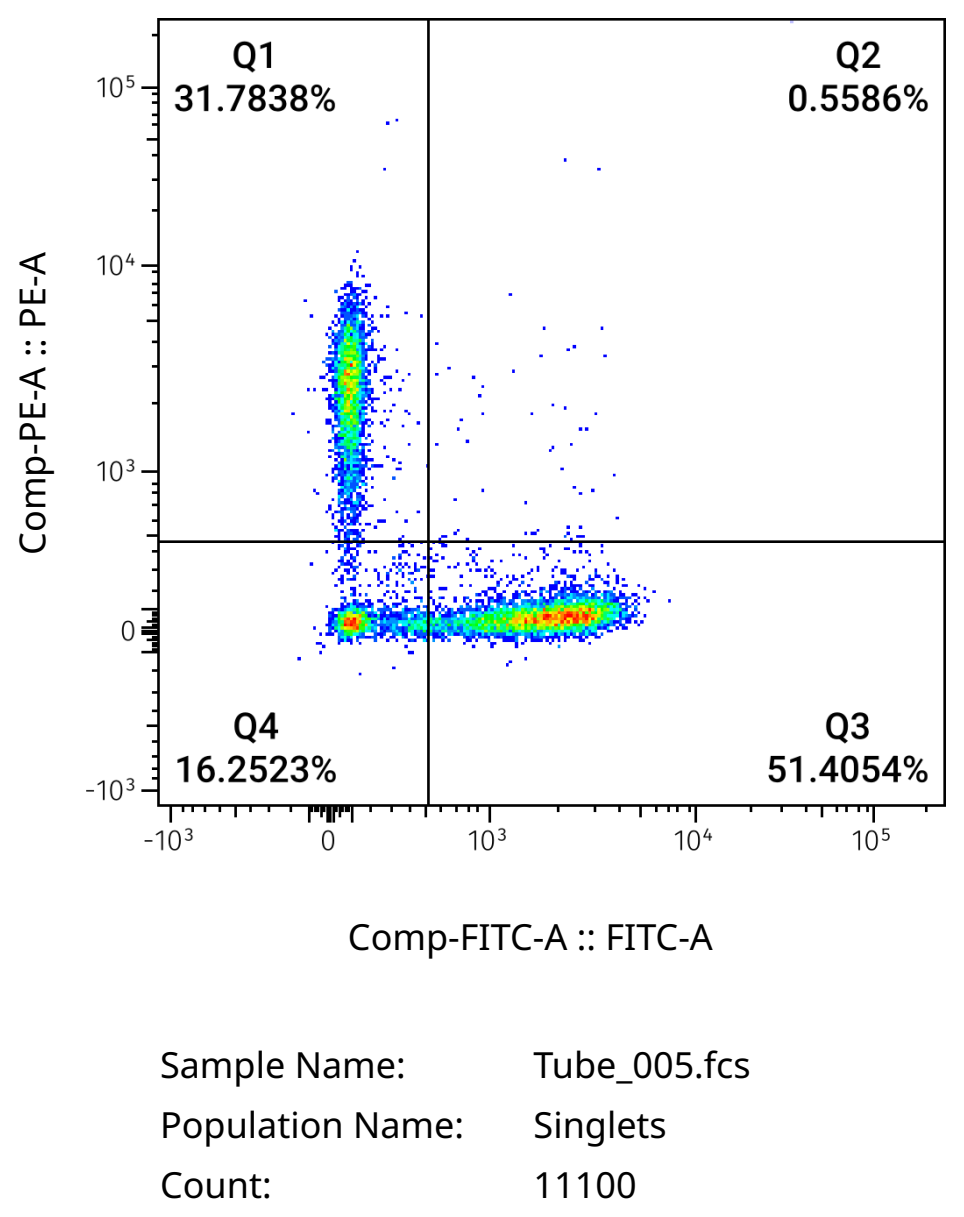 Q1
31.7838%
Q2
0.5586%
10⁵
10⁴
10³
0
-10³
Comp-PE-A :: PE-A
Q4
16.2523%
Q3
51.4054%
-10³ 0 10³ 10⁴ 10⁵
Comp-FITC-A :: FITC-A
Sample Name: Tube_005.fcs
Population Name: Singlets
Count: 11100